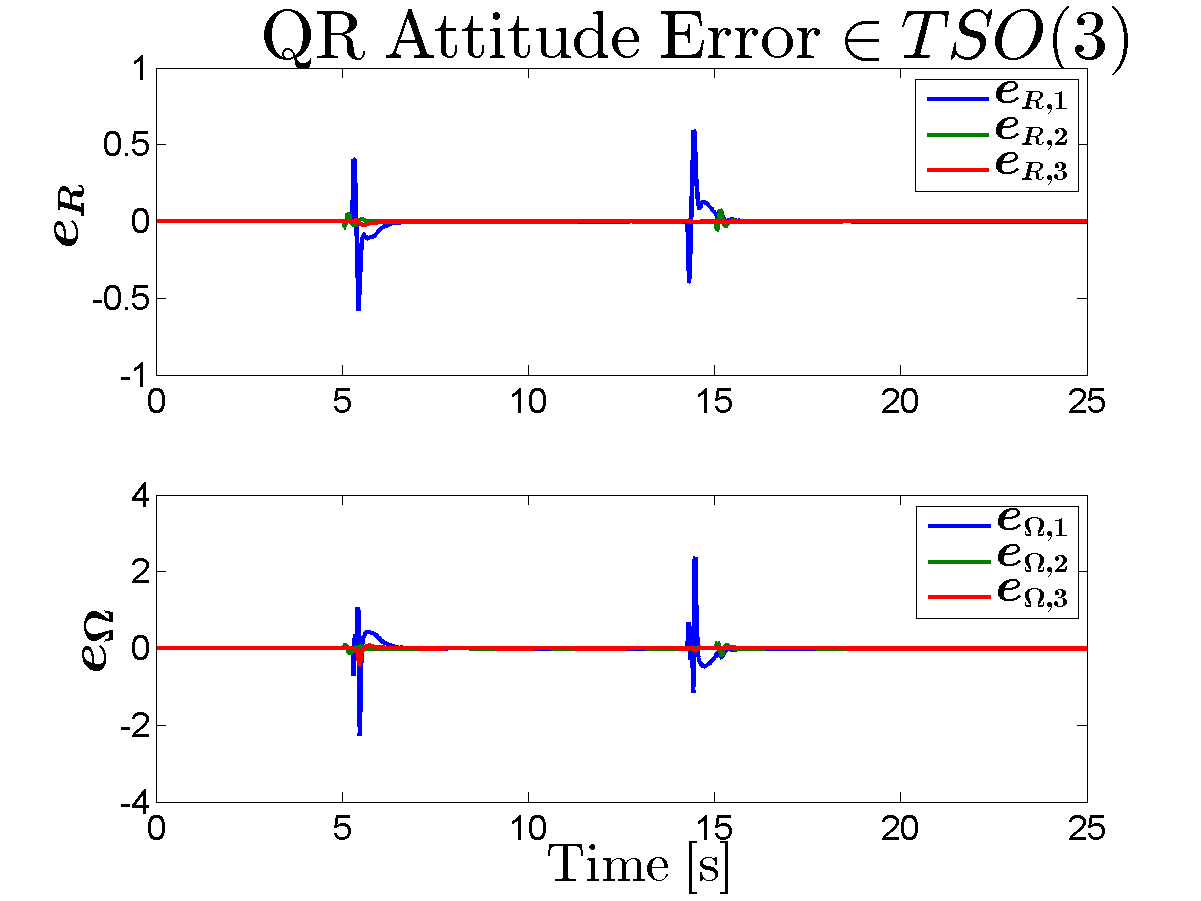 QR Attitude Error ∈ TSO(3)
1
0.5
0
-0.5
-1
e_R
e_{R,1}
e_{R,2}
e_{R,3}
0 5 10 15 20 25
4
2
0
-2
-4
e_Ω
e_{Ω,1}
e_{Ω,2}
e_{Ω,3}
0 5 10 15 20 25
Time [s]